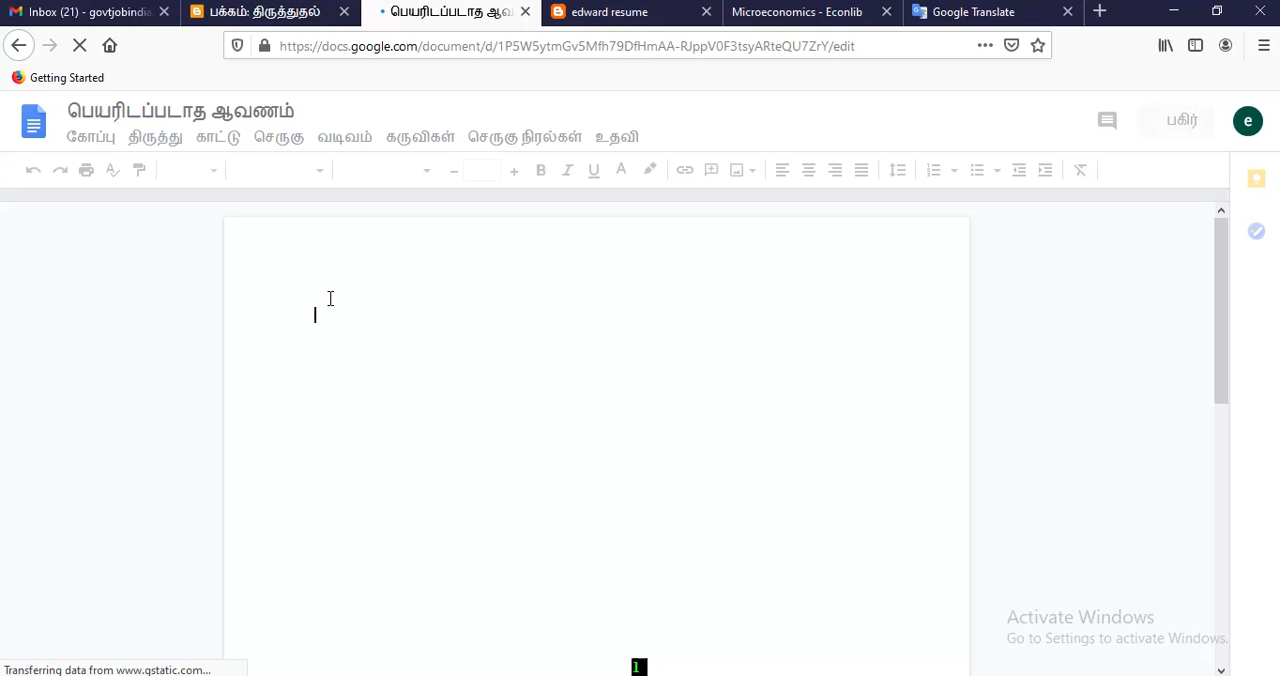 Inbox (21) - govtjobindia
பக்கம்: திருத்துதல்
பெயரிடப்படாத ஆவ
edward resume
Microeconomics - Econlib
Google Translate
https://docs.google.com/document/d/1P5W5ytmGv5Mfh79DfHmAA-RJppV0F3tsyARteQU7ZrY/edit
Getting Started
பெயரிடப்படாத ஆவணம்
கோப்பு திருத்து காட்டு செருகு வடிவம் கருவிகள் செருகு நிரல்கள் உதவி
பகிர்
e
Activate Windows
Go to Settings to activate Windows.
Transferring data from www.gstatic.com...
1